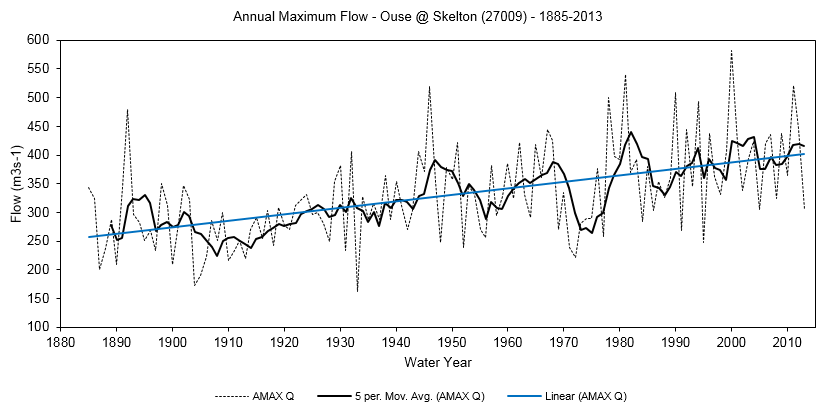 Annual Maximum Flow - Ouse @ Skelton (27009) - 1885-2013
600
550
500
450
400
350
300
250
200
150
100
Flow (m3s-1)
1880 1890 1900 1910 1920 1930 1940 1950 1960 1970 1980 1990 2000 2010
Water Year
AMAX Q 5 per. Mov. Avg. (AMAX Q) Linear (AMAX Q)